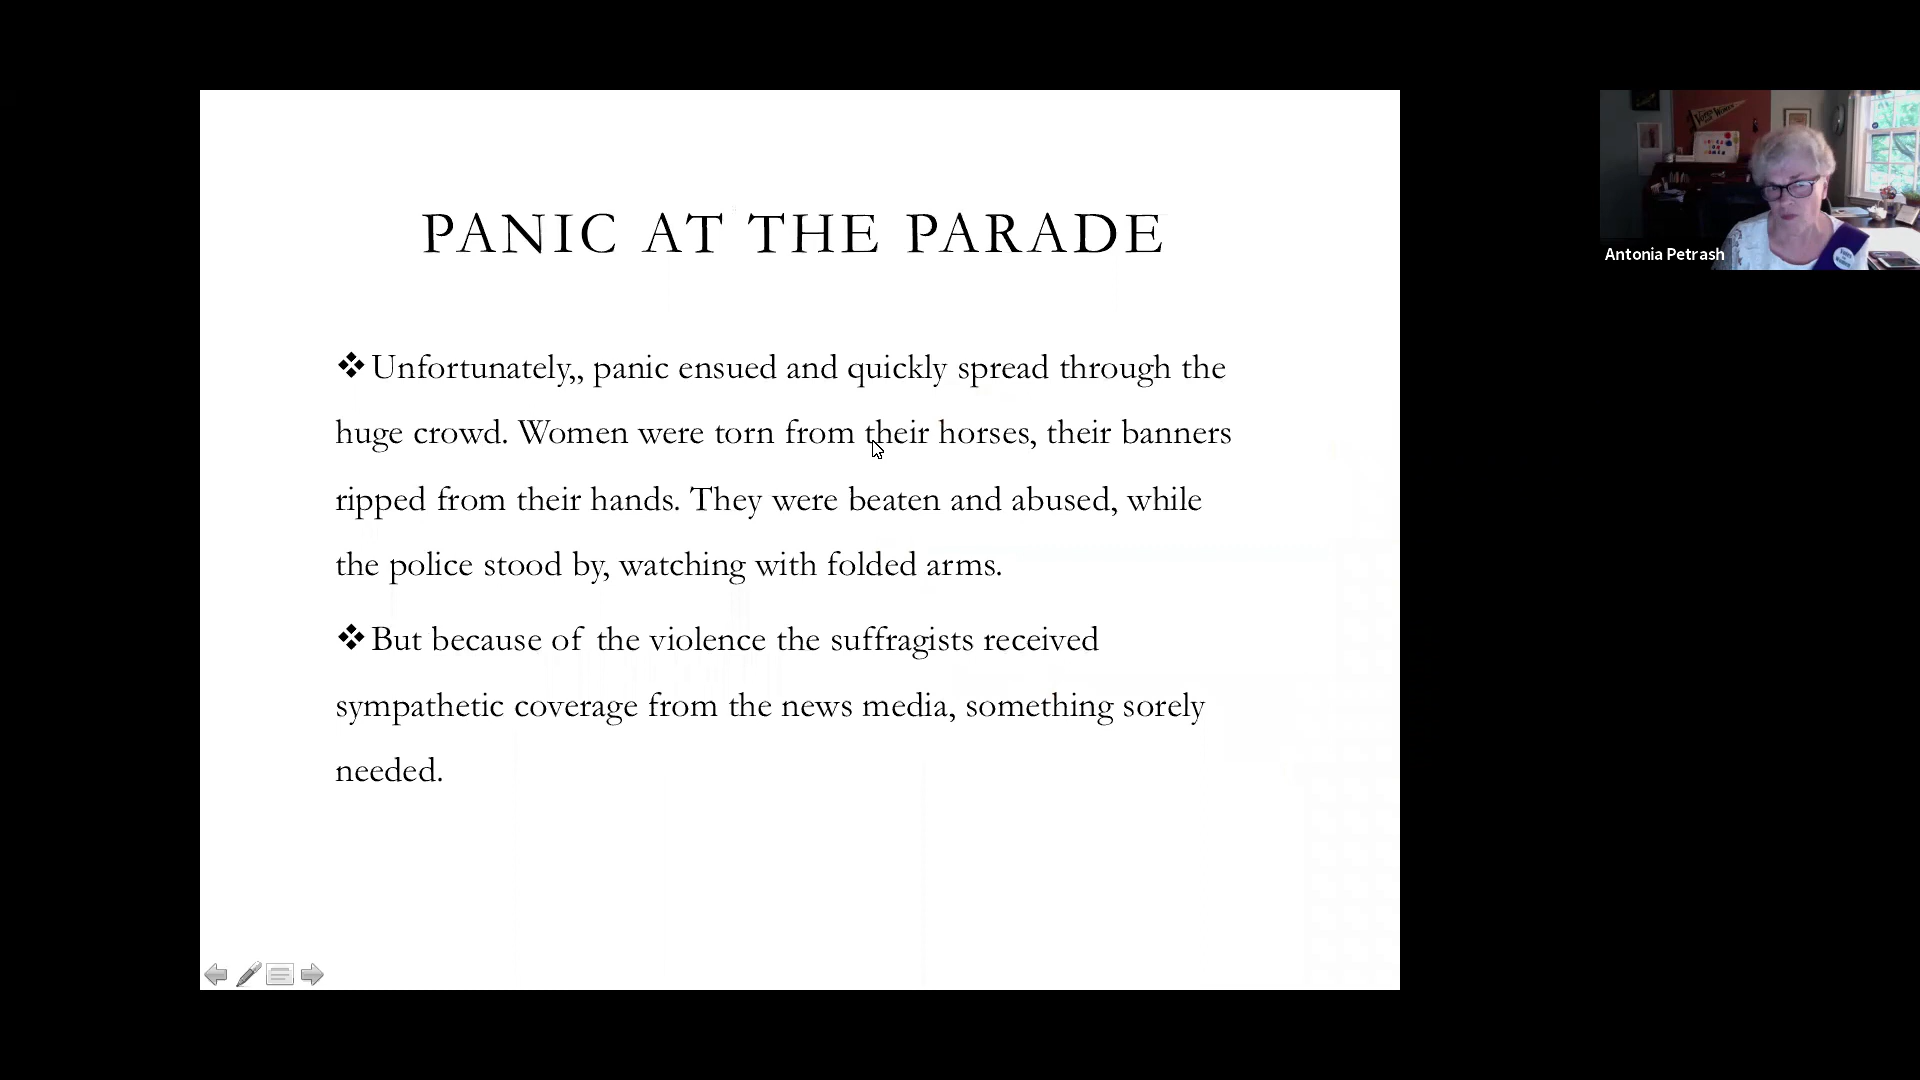 PANIC AT THE PARADE
❖Unfortunately,, panic ensued and quickly spread through the
huge crowd. Women were torn from their horses, their banners
ripped from their hands. They were beaten and abused, while
the police stood by, watching with folded arms.
❖But because of the violence the suffragists received
sympathetic coverage from the news media, something sorely
needed.
Antonia Petrash